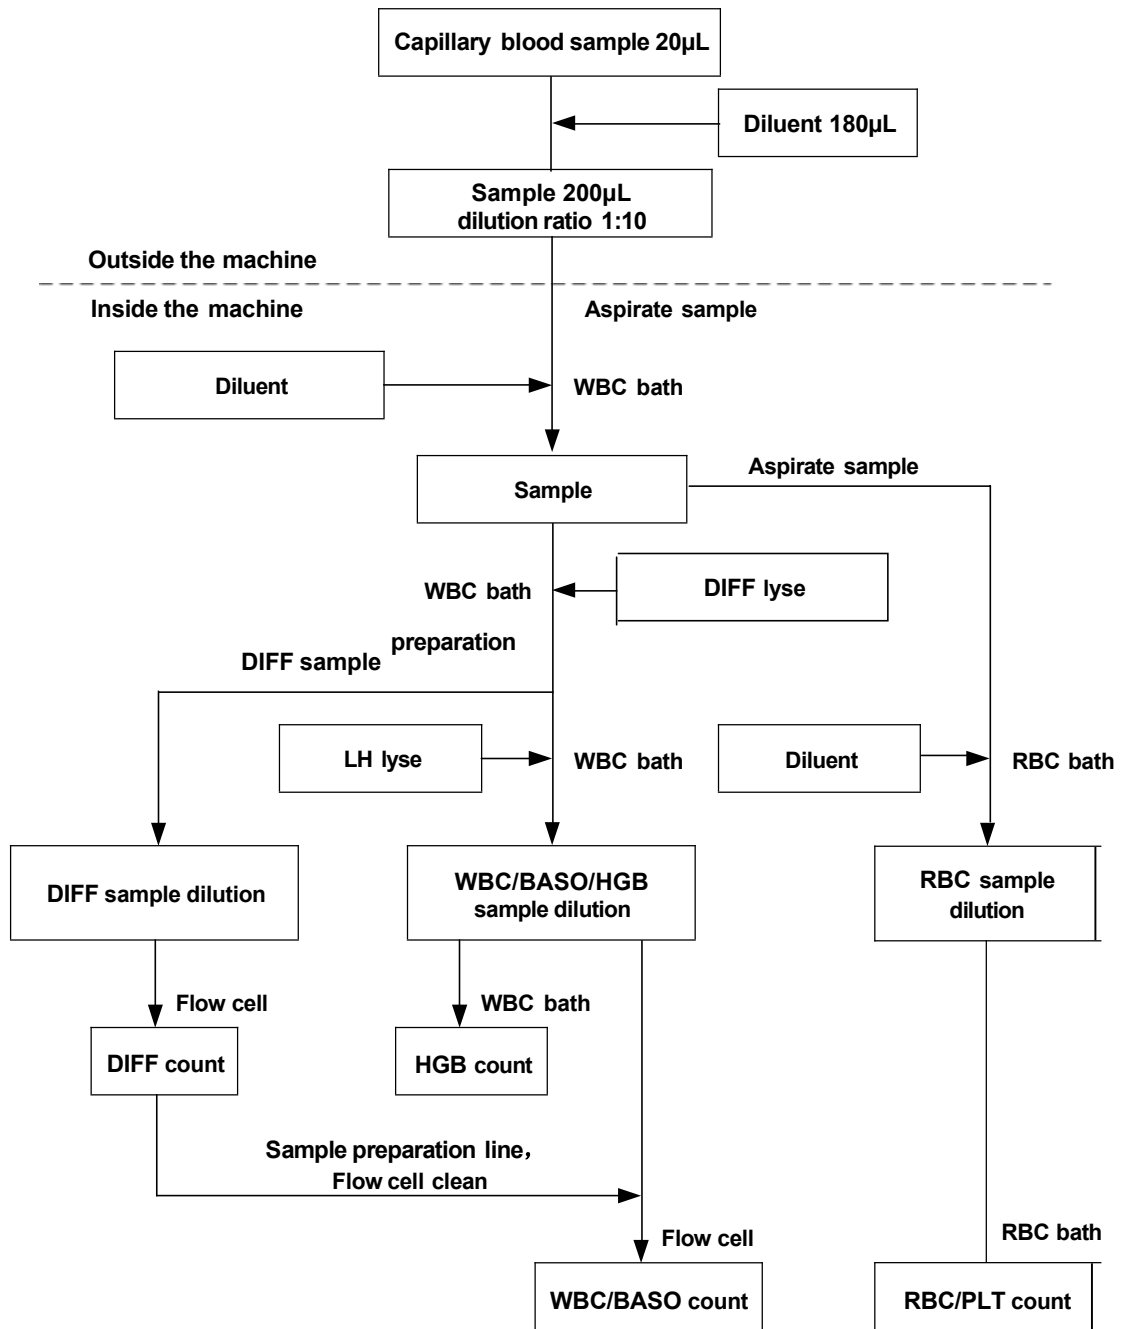 Capillary blood sample 20μL
Diluent 180μL
Sample 200μL
dilution ratio 1:10
Outside the machine
Inside the machine
Aspirate sample
Diluent
WBC bath
Aspirate sample
Sample
WBC bath
DIFF lyse
preparation
DIFF sample
LH lyse
WBC bath
Diluent
RBC bath
DIFF sample dilution
WBC/BASO/HGB
sample dilution
RBC sample
dilution
Flow cell
WBC bath
DIFF count
HGB count
Sample preparation line，
Flow cell clean
Flow cell
RBC bath
WBC/BASO count
RBC/PLT count